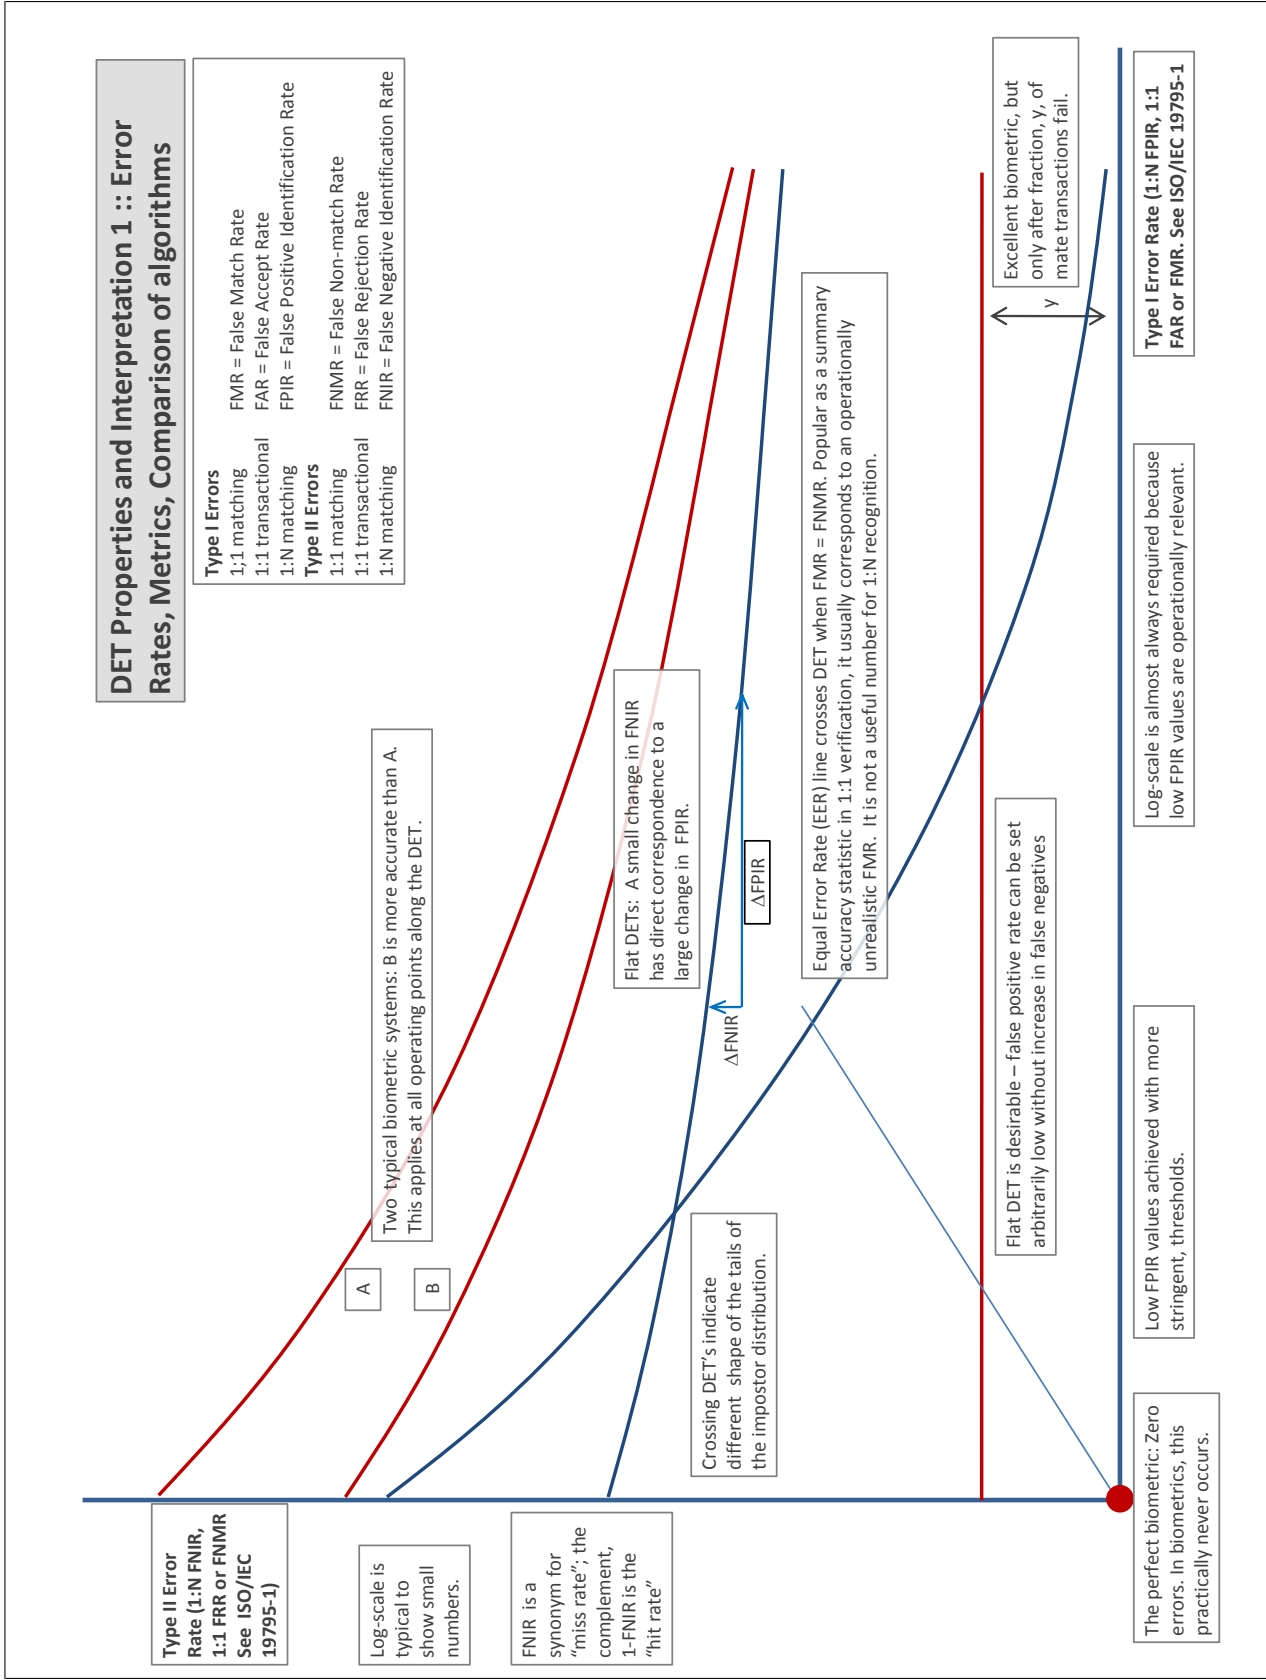 DET Properties and Interpretation 1 :: Error
Rates, Metrics, Comparison of algorithms
Type I Errors
1;1 matching FMR = False Match Rate
1:1 transactional FAR = False Accept Rate
1:N matching FPIR = False Positive Identification Rate
Type II Errors
1:1 matching FNMR = False Non-match Rate
1:1 transactional FRR = False Rejection Rate
1:N matching FNIR = False Negative Identification Rate
Type II Error
Rate (1:N FNIR,
1:1 FRR or FNMR
See ISO/IEC
19795-1)
Log-scale is
typical to
show small
numbers.
FNIR is a
synonym for
“miss rate”; the
complement,
1-FNIR is the
“hit rate”
A
B
Two typical biometric systems: B is more accurate than A.
This applies at all operating points along the DET.
Flat DETs: A small change in FNIR
has direct correspondence to a
large change in FPIR.
ΔFNIR
ΔFPIR
Crossing DET’s indicate
different shape of the tails of
the impostor distribution.
Equal Error Rate (EER) line crosses DET when FMR = FNMR. Popular as a summary
accuracy statistic in 1:1 verification, it usually corresponds to an operationally
unrealistic FMR. It is not a useful number for 1:N recognition.
Flat DET is desirable – false positive rate can be set
arbitrarily low without increase in false negatives
Excellent biometric, but
only after fraction, y, of
mate transactions fail.
y
The perfect biometric: Zero
errors. In biometrics, this
practically never occurs.
Low FPIR values achieved with more
stringent, thresholds.
Log-scale is almost always required because
low FPIR values are operationally relevant.
Type I Error Rate (1:N FPIR, 1:1
FAR or FMR. See ISO/IEC 19795-1